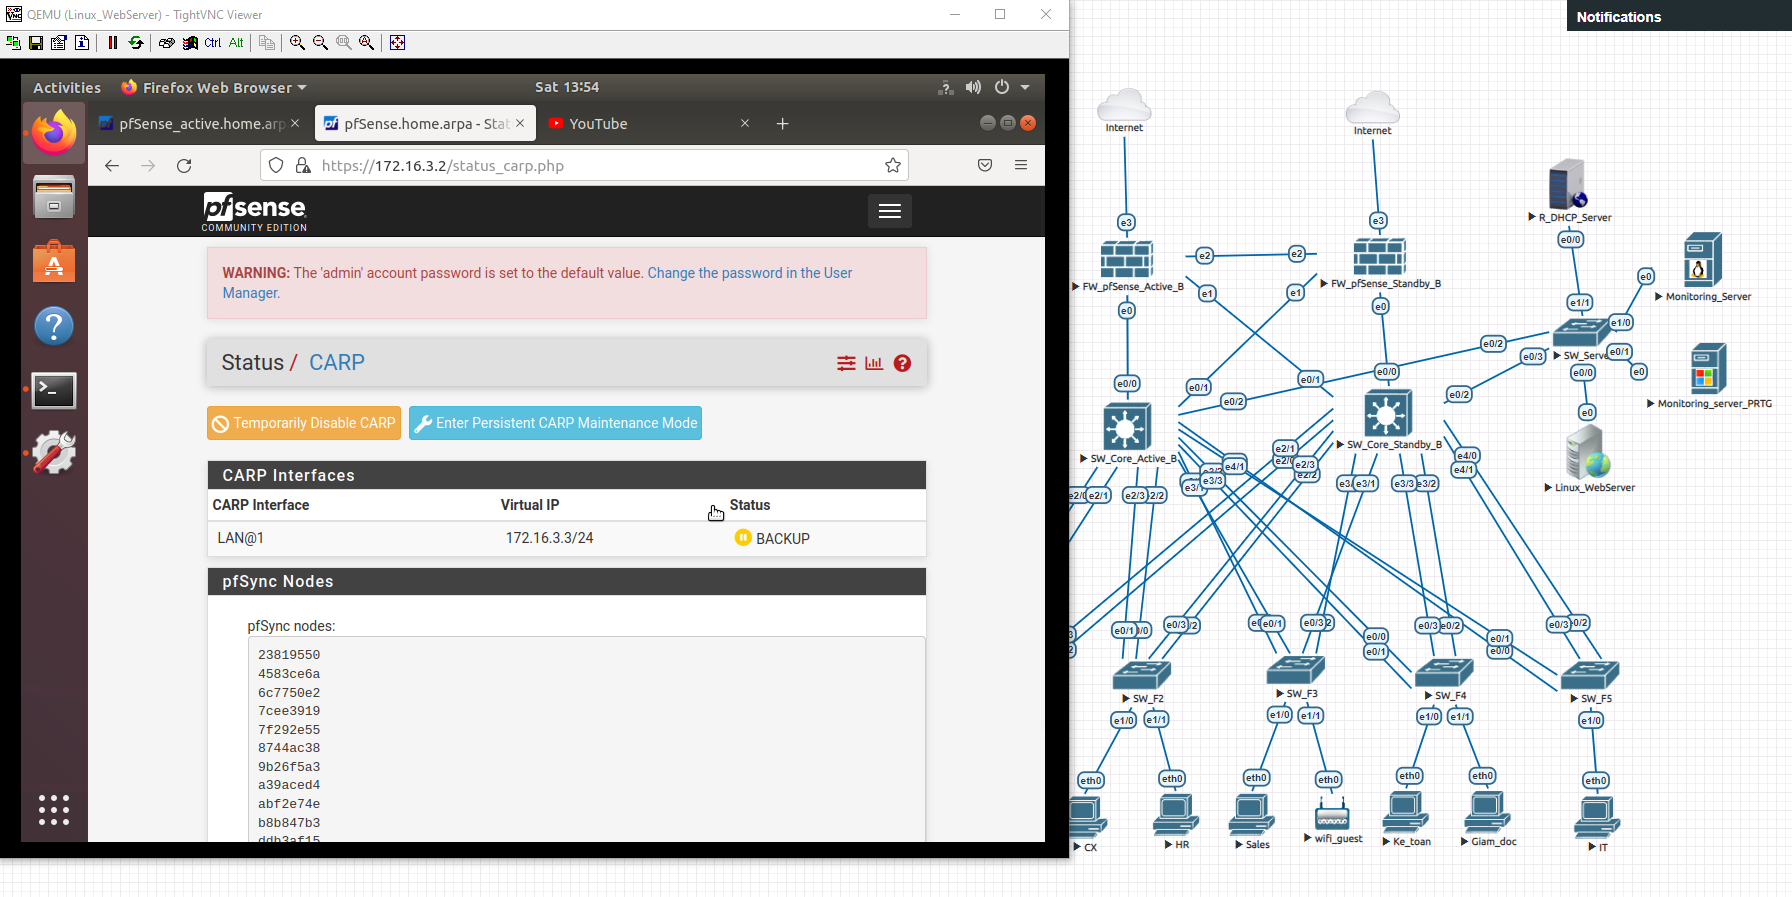 QEMU (Linux_WebServer) - TightVNC Viewer
Ctrl Alt
Notifications
Activities
Firefox Web Browser
Sat 13:54
pfSense_active.home.arp
pfSense.home.arpa - Stat
YouTube
https://172.16.3.2/status_carp.php
pfsense
COMMUNITY EDITION
WARNING: The 'admin' account password is set to the default value. Change the password in the User
Manager.
Status / CARP
Temporarily Disable CARP
Enter Persistent CARP Maintenance Mode
CARP Interfaces
CARP Interface Virtual IP Status
LAN@1 172.16.3.3/24 BACKUP
pfSync Nodes
pfSync nodes:
23819550
4583ce6a
6c7750e2
7cee3919
7f292e55
8744ac38
9b26f5a3
a39aced4
abf2e74e
b8b847b3
ddb3af15
Internet
Internet
e3
e3
R_DHCP_Server
e0/0
e2
e2
FW_pfSense_Active_B
FW_pfSense_Standby_B
e0
Monitoring_Server
e1
e1
e0
e0
e1/1
e1/0
e0/2
e0/3
SW_Serve
e0/1
e0/0
e0
e0/0
e0/1
e0/1
e0/0
e0/2
e0/2
Monitoring_server_PRTG
e0
SW_Core_Active_B
SW_Core_Standby_B
Linux_WebServer
e2/1
e2/3
e2/2
e4/1
e3/3
e4/0
e4/1
e2/1
e2/3
e2/2
e3/1
e3/3
e3/2
e0/1
e0/3
e0/1
e0/3
e0/0
e0/1
e0/3
e0/2
e0/1
e0/0
e0/3
SW_F2
SW_F3
SW_F4
SW_F5
e1/0
e1/1
e1/0
e1/1
e1/0
e1/1
e1/0
eth0
eth0
eth0
eth0
eth0
eth0
eth0
CX
HR
Sales
wifi_guest
Ke_toan
Giam_doc
IT